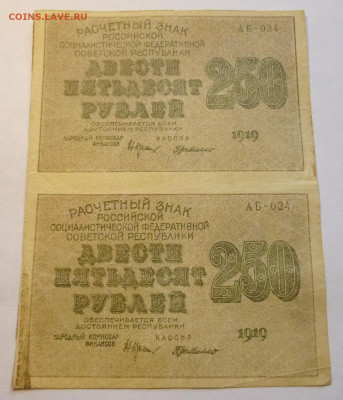 COINS.LAVE.RU
РАСЧЕТНЫЙ ЗНАК
РОССИЙСКОЙ
СОЦИАЛИСТИЧЕСКОЙ ФЕДЕРАТИВНОЙ
СОВЕТСКОЙ РЕСПУБЛИКИ
ДВЕСТИ
ПЯТЬДЕСЯТ
РУБЛЕЙ
250
АБ-034
ОБЕСПЕЧИВАЕТСЯ ВСЕМ
ДОСТОЯНИЕМ РЕСПУБЛИКИ
НАРОДНЫЙ КОМИССАР
ФИНАНСОВ
КАССИР
1919
РАСЧЕТНЫЙ ЗНАК
РОССИЙСКОЙ
СОЦИАЛИСТИЧЕСКОЙ ФЕДЕРАТИВНОЙ
СОВЕТСКОЙ РЕСПУБЛИКИ
ДВЕСТИ
ПЯТЬДЕСЯТ
РУБЛЕЙ
250
АБ-034
ОБЕСПЕЧИВАЕТСЯ ВСЕМ
ДОСТОЯНИЕМ РЕСПУБЛИКИ
НАРОДНЫЙ КОМИССАР
ФИНАНСОВ
КАССИР
1919